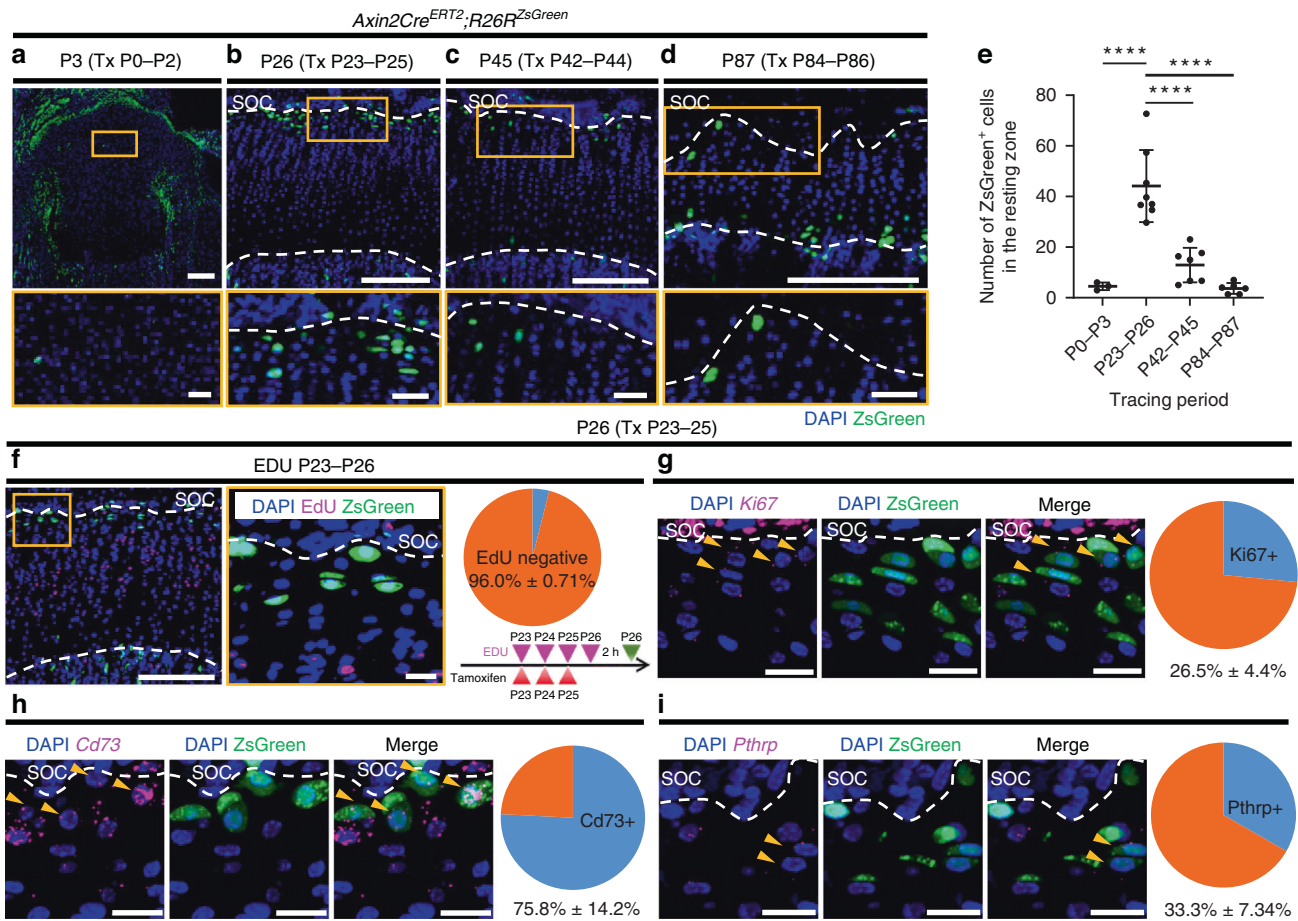 Axin2Cre^ERT2;R26R^ZsGreen
a
P3 (Tx P0–P2)
b
P26 (Tx P23–P25)
c
P45 (Tx P42–P44)
d
P87 (Tx P84–P86)
SOC
SOC
SOC
DAPI ZsGreen
e
****
****
****
Number of ZsGreen+ cells
in the resting zone
80
60
40
20
0
P0–P3
P23–P26
P42–P45
P84–P87
Tracing period
P26 (Tx P23–25)
f
EDU P23–P26
SOC
DAPI EdU ZsGreen
SOC
EdU negative
96.0% ± 0.71%
P23 P24 P25 P26 P26
EDU 2 h
Tamoxifen
P23 P24 P25
g
DAPI Ki67
DAPI ZsGreen
Merge
SOC
SOC
SOC
Ki67+
26.5% ± 4.4%
h
DAPI Cd73
DAPI ZsGreen
Merge
SOC
SOC
SOC
Cd73+
75.8% ± 14.2%
i
DAPI Pthrp
DAPI ZsGreen
Merge
SOC
SOC
SOC
Pthrp+
33.3% ± 7.34%